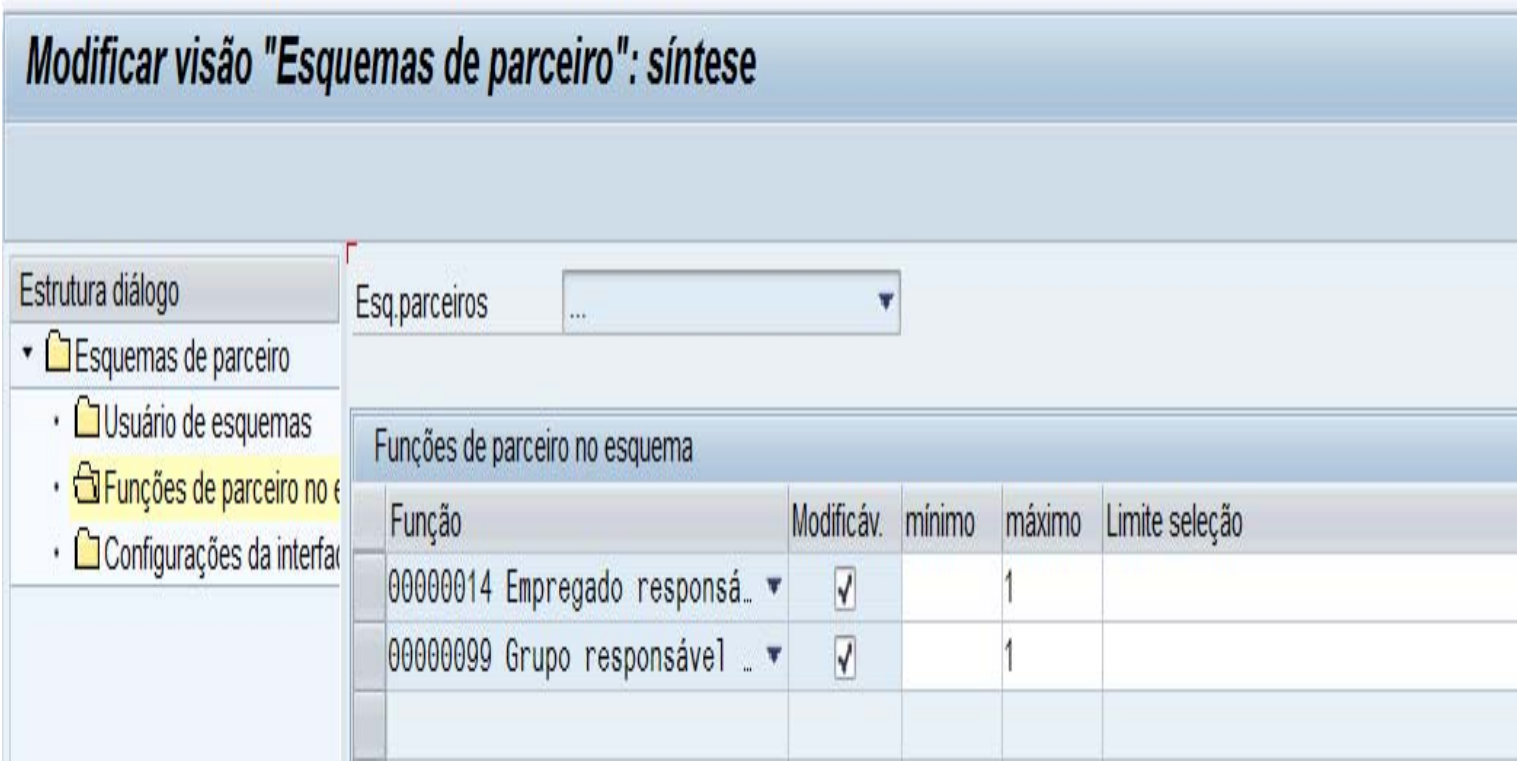 Modificar visão "Esquemas de parceiro": síntese
Estrutura diálogo
Esquemas de parceiro
Usuário de esquemas
Funções de parceiro no e
Configurações da interfa
Esq.parceiros ...
Funções de parceiro no esquema
Função Modificáv. mínimo máximo Limite seleção
00000014 Empregado responsá… 1
00000099 Grupo responsável … 1